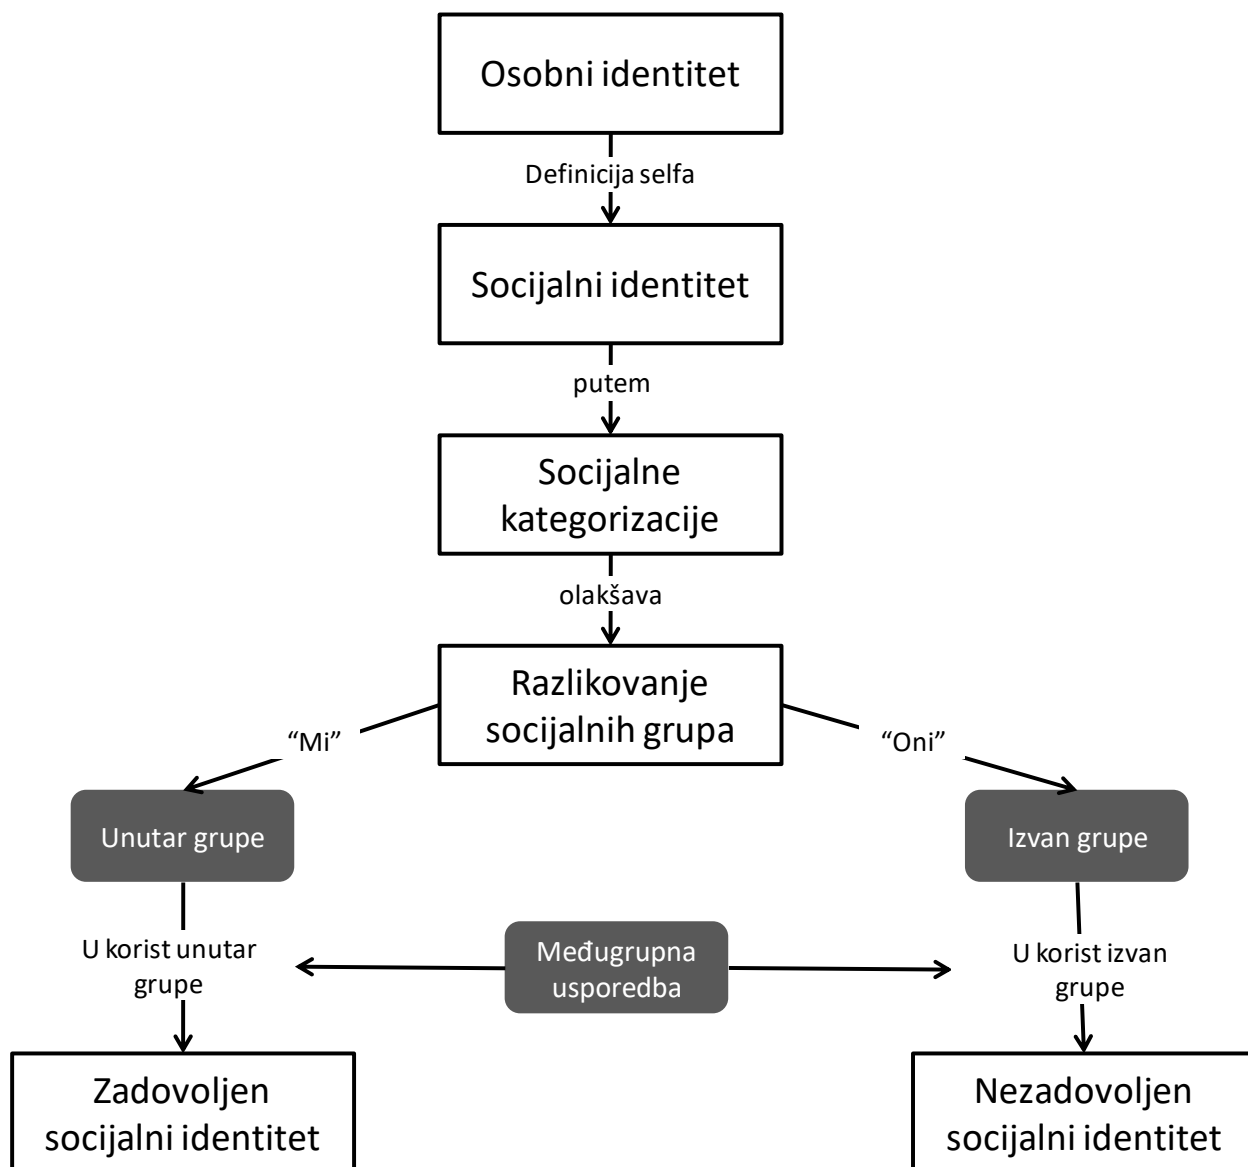 Osobni identitet
Definicija selfa
Socijalni identitet
putem
Socijalne
kategorizacije
olakšava
Razlikovanje
socijalnih grupa
“Mi”
“Oni”
Unutar grupe
Izvan grupe
U korist unutar
grupe
Međugrupna
usporedba
U korist izvan
grupe
Zadovoljen
socijalni identitet
Nezadovoljen
socijalni identitet